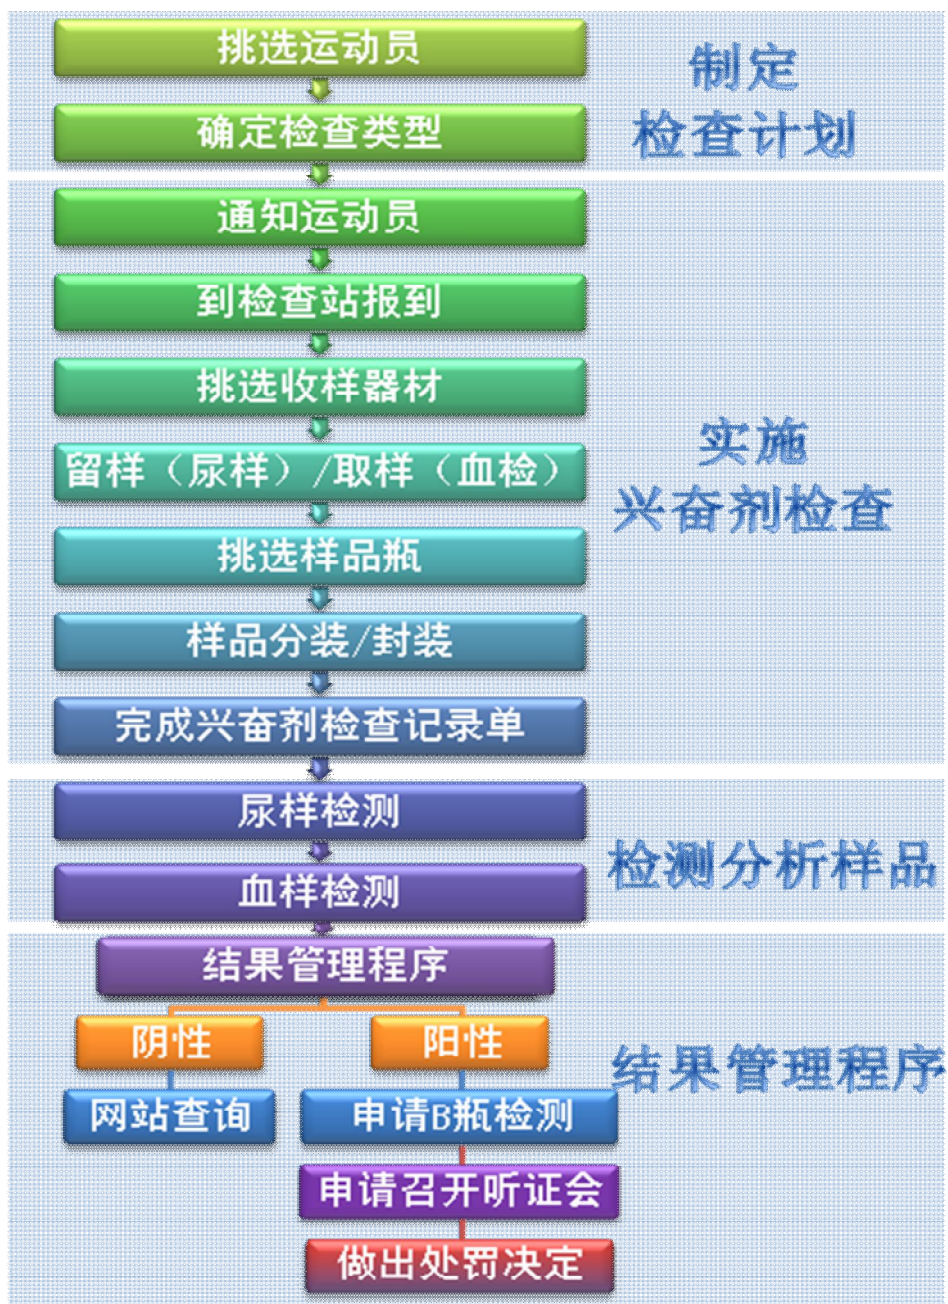 挑选运动员
确定检查类型
制定
检查计划
通知运动员
到检查站报到
挑选收样器材
留样（尿样）/取样（血检）
挑选样品瓶
样品分装/封装
完成兴奋剂检查记录单
实施
兴奋剂检查
尿样检测
血样检测
检测分析样品
结果管理程序
阴性
阳性
网站查询
申请B瓶检测
申请召开听证会
做出处罚决定
结果管理程序